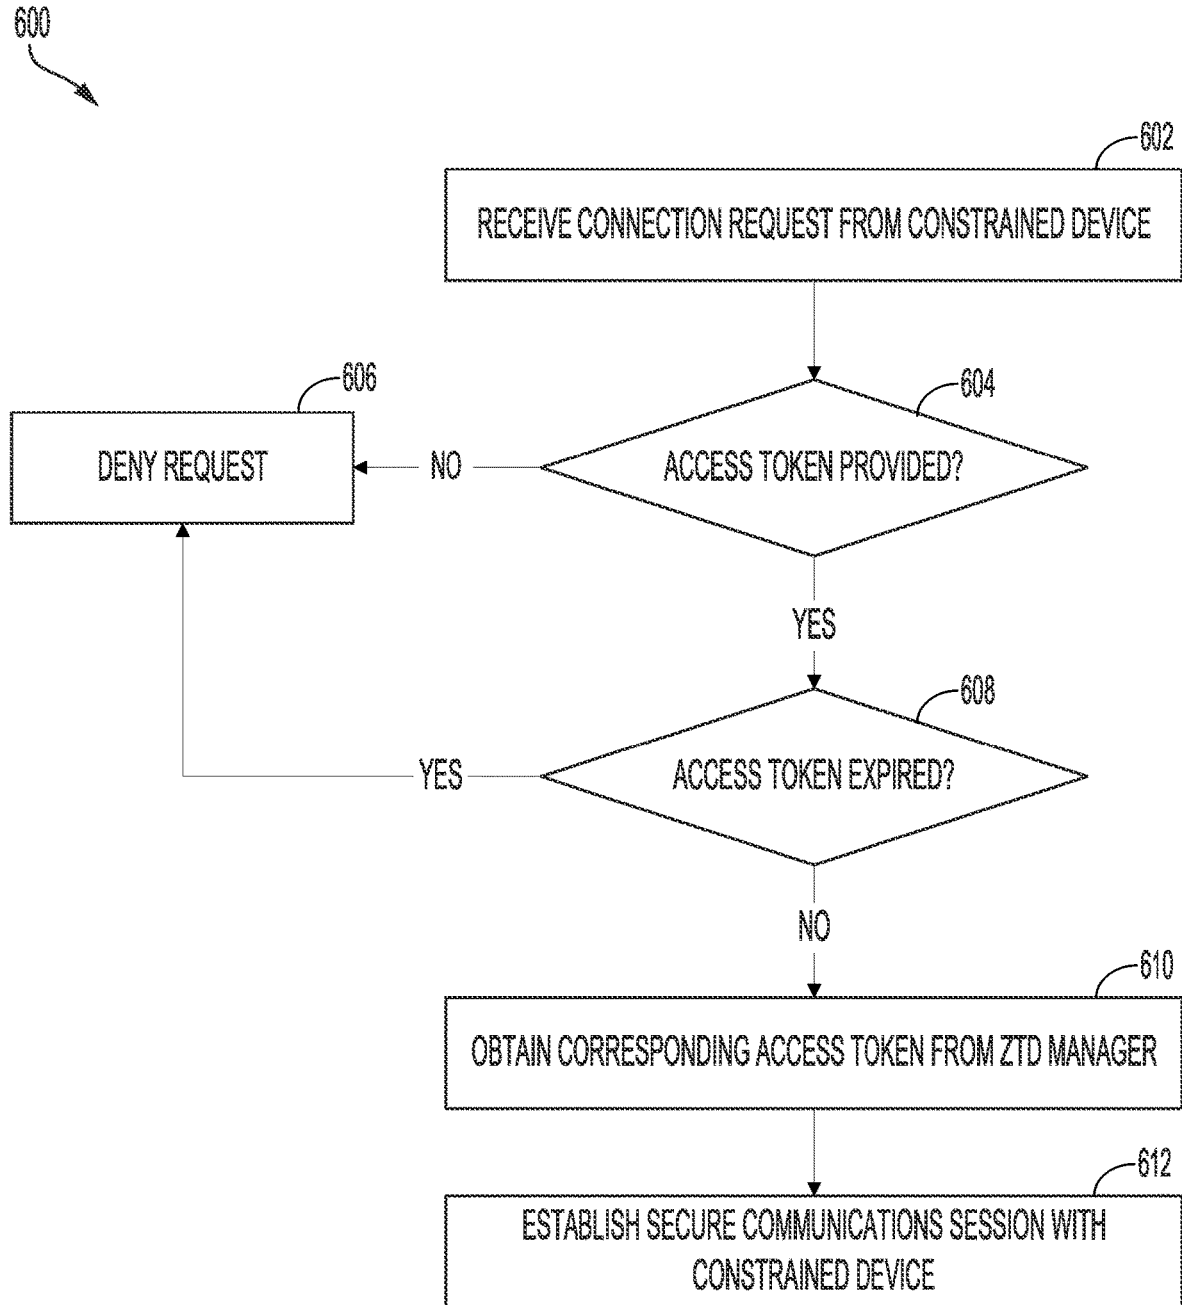 600
602
RECEIVE CONNECTION REQUEST FROM CONSTRAINED DEVICE
606
604
DENY REQUEST
NO
ACCESS TOKEN PROVIDED?
YES
608
YES
ACCESS TOKEN EXPIRED?
NO
610
OBTAIN CORRESPONDING ACCESS TOKEN FROM ZTD MANAGER
612
ESTABLISH SECURE COMMUNICATIONS SESSION WITH
CONSTRAINED DEVICE